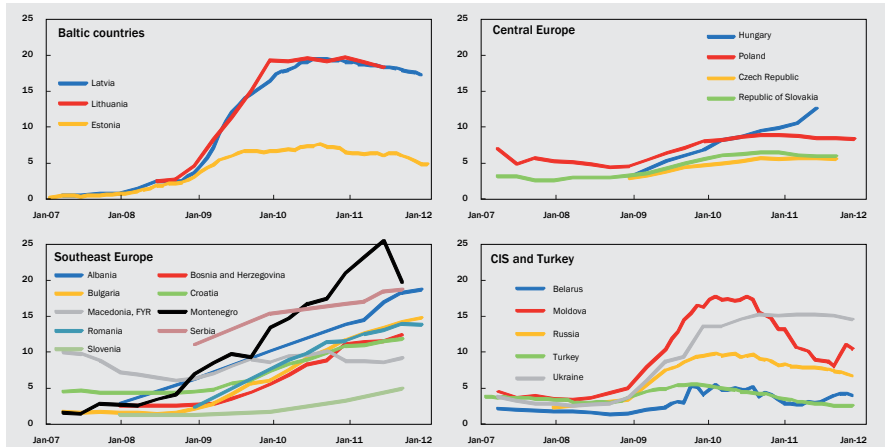 Baltic countries
25
20
15
10
5
0
Latvia
Lithuania
Estonia
Jan-07 Jan-08 Jan-09 Jan-10 Jan-11 Jan-12
Central Europe
25
20
15
10
5
0
Hungary
Poland
Czech Republic
Republic of Slovakia
Jan-07 Jan-08 Jan-09 Jan-10 Jan-11 Jan-12
Southeast Europe
25
20
15
10
5
0
Albania Bosnia and Herzegovina
Bulgaria Croatia
Macedonia, FYR Montenegro
Romania Serbia
Slovenia
Jan-07 Jan-08 Jan-09 Jan-10 Jan-11 Jan-12
CIS and Turkey
25
20
15
10
5
0
Belarus
Moldova
Russia
Turkey
Ukraine
Jan-07 Jan-08 Jan-09 Jan-10 Jan-11 Jan-12